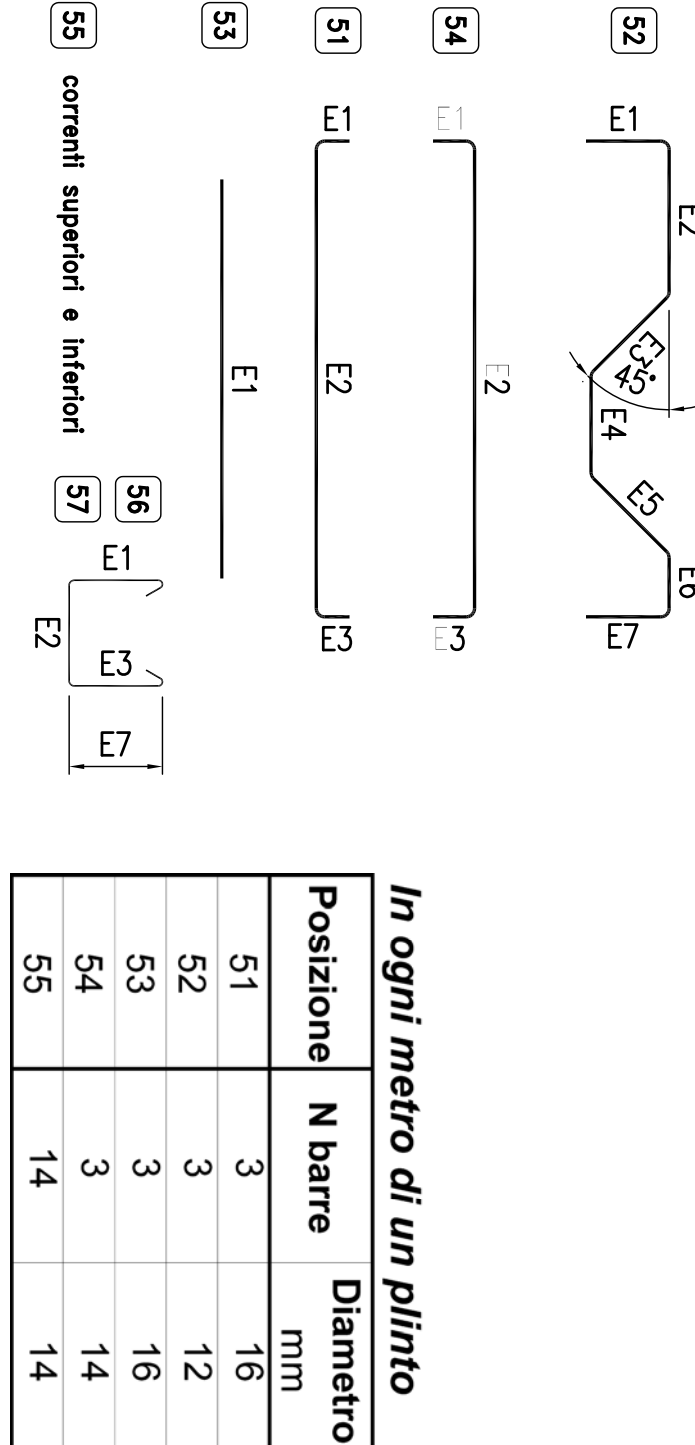 52
E1
E2
E3
45°
E4
E5
E6
E7
54
E1
E2
E3
51
E1
E2
E3
53
E1
55 correnti superiori e inferiori
56
57
E1
E2
E3
E7
In ogni metro di un plinto
Posizione N barre Diametro mm
51 3 16
52 3 12
53 3 16
54 3 14
55 14 14